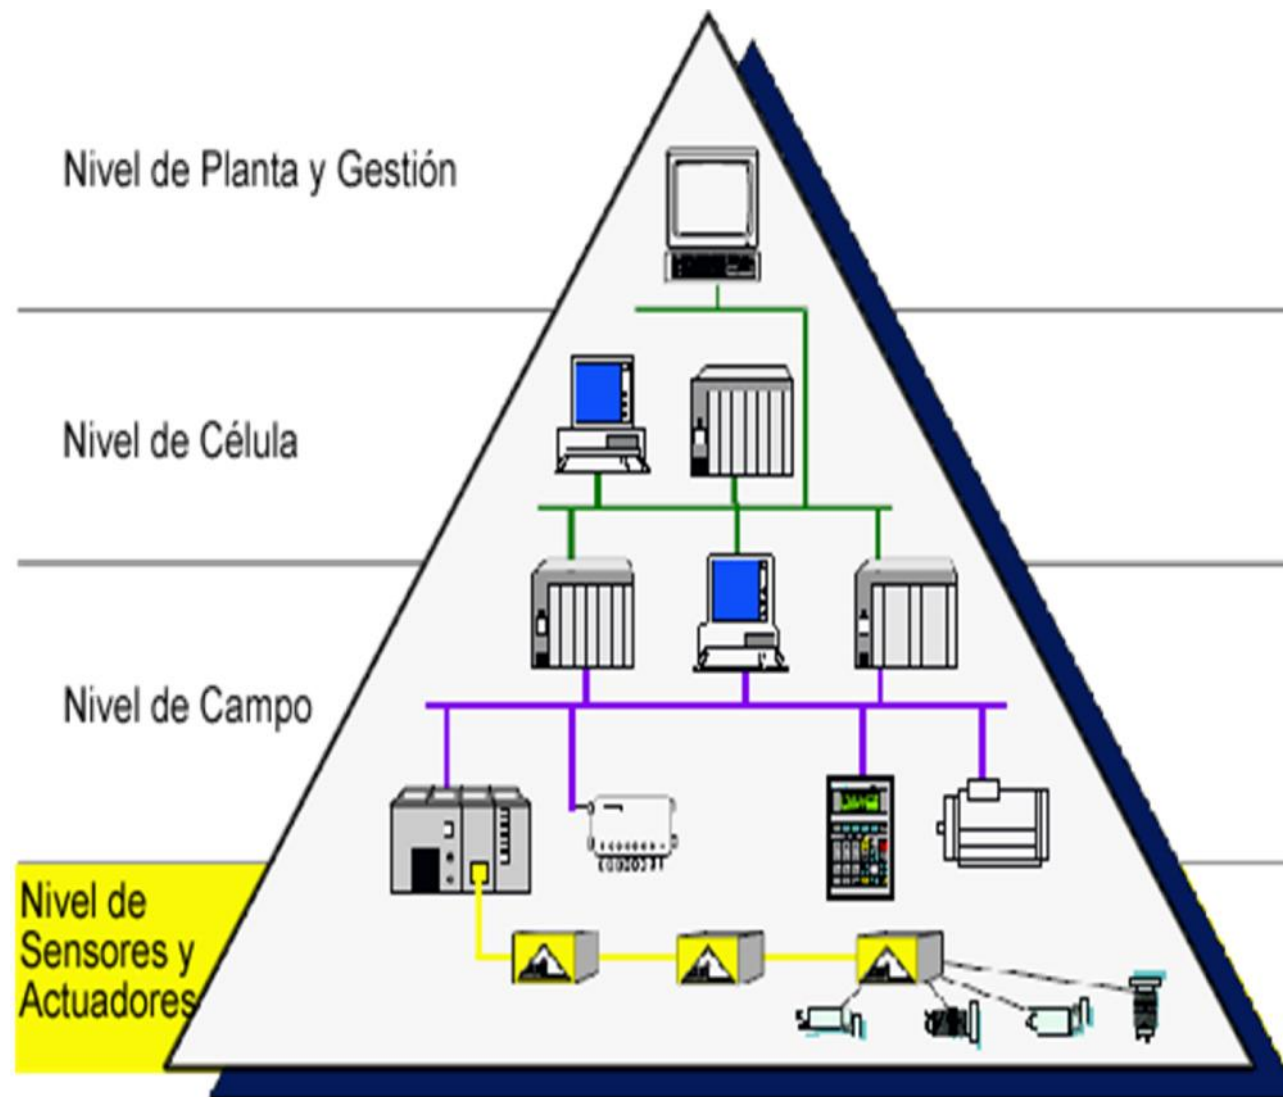 Nivel de Planta y Gestión
Nivel de Célula
Nivel de Campo
Nivel de
Sensores y
Actuadores